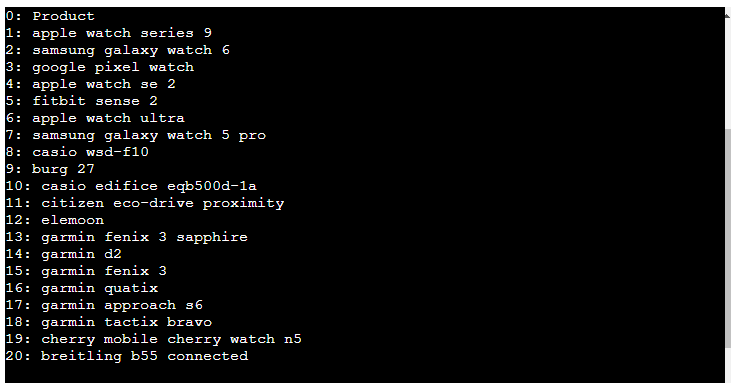 0: Product
1: apple watch series 9
2: samsung galaxy watch 6
3: google pixel watch
4: apple watch se 2
5: fitbit sense 2
6: apple watch ultra
7: samsung galaxy watch 5 pro
8: casio wsd-f10
9: burg 27
10: casio edifice eqb500d-1a
11: citizen eco-drive proximity
12: elemoon
13: garmin fenix 3 sapphire
14: garmin d2
15: garmin fenix 3
16: garmin quatix
17: garmin approach s6
18: garmin tactix bravo
19: cherry mobile cherry watch n5
20: breitling b55 connected